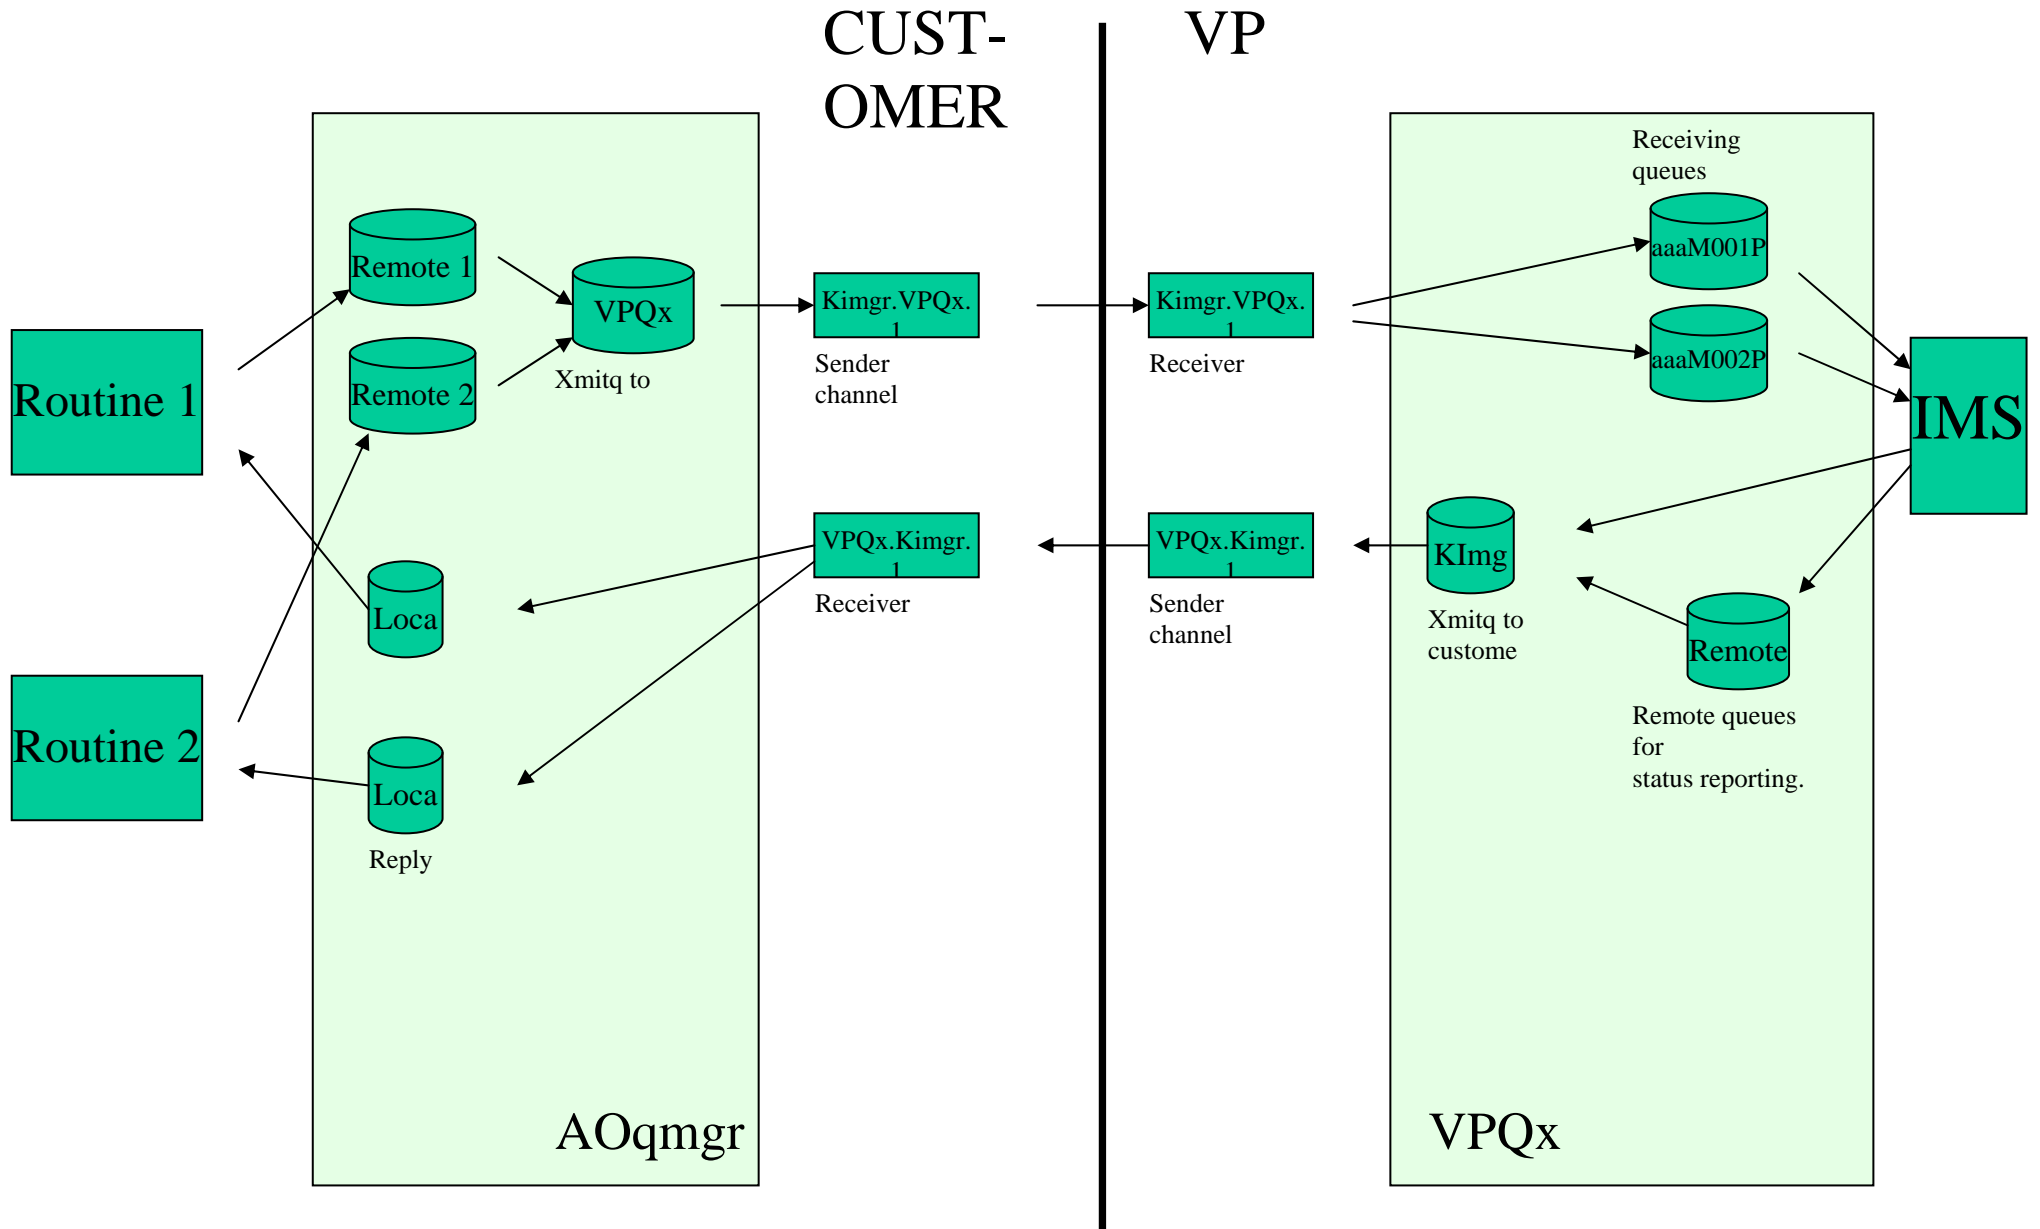 CUST-
OMER
VP
Receiving
queues
Remote 1
VPQx
Remote 2
Xmitq to
Kimgr.VPQx.
1
Sender
channel
Kimgr.VPQx.
1
Receiver
aaaM001P
aaaM002P
Routine 1
IMS
VPQx.Kimgr.
1
Receiver
VPQx.Kimgr.
1
Sender
channel
KImg
Xmitq to
custome
Remote
Remote queues
for
status reporting.
Loca
Routine 2
Loca
Reply
AOqmgr
VPQx